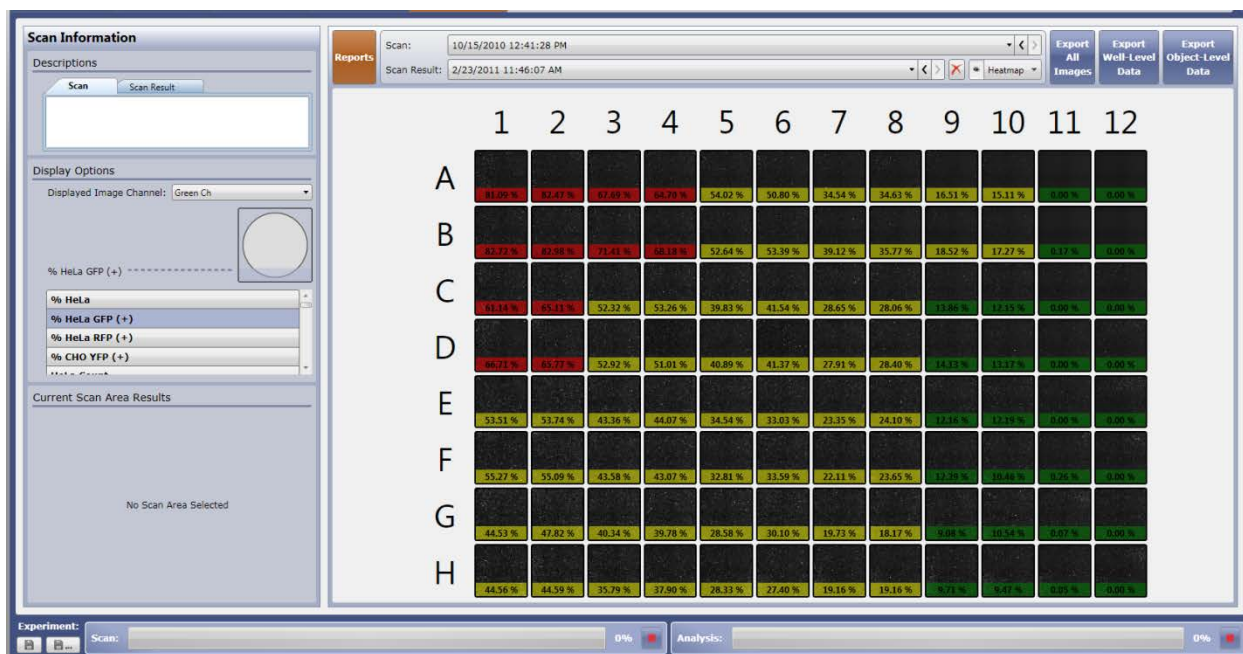 Scan Information
Descriptions
Scan Scan Result
Display Options
Displayed Image Channel: Green Ch
% HeLa GFP (+)
% HeLa
% HeLa GFP (+)
% HeLa RFP (+)
% CHO YFP (+)
Current Scan Area Results
No Scan Area Selected
Reports
Scan: 10/15/2010 12:41:28 PM
Scan Result: 2/23/2011 11:46:07 AM
Heatmap
Export All Images
Export Well-Level Data
Export Object-Level Data
1 2 3 4 5 6 7 8 9 10 11 12
A
81.09 % 82.47 % 67.69 % 64.70 % 54.02 % 50.80 % 34.54 % 34.63 % 16.51 % 15.11 % 0.00 % 0.00 %
B
82.98 % 71.41 % 68.18 % 52.64 % 53.39 % 39.12 % 35.77 % 18.52 % 17.27 % 0.17 % 0.00 %
C
61.14 % 65.11 % 52.32 % 53.26 % 39.83 % 41.54 % 28.65 % 28.06 % 13.86 % 12.15 % 0.00 % 0.00 %
D
66.71 % 65.77 % 52.92 % 51.01 % 40.89 % 41.37 % 27.91 % 28.40 % 14.33 % 13.17 % 0.00 % 0.00 %
E
53.51 % 53.74 % 43.36 % 44.07 % 34.54 % 33.03 % 23.35 % 24.10 % 12.16 % 12.19 % 0.00 % 0.00 %
F
55.27 % 55.09 % 43.58 % 43.07 % 32.81 % 33.59 % 22.11 % 23.65 % 12.29 % 10.46 % 0.26 % 0.00 %
G
44.53 % 47.82 % 40.34 % 39.78 % 28.58 % 30.10 % 19.73 % 18.17 % 9.08 % 10.54 % 0.07 % 0.00 %
H
44.56 % 44.59 % 35.79 % 37.90 % 28.33 % 27.40 % 19.16 % 19.16 % 9.71 % 9.47 % 0.05 % 0.00 %
Experiment:
Scan: 0%
Analysis: 0%